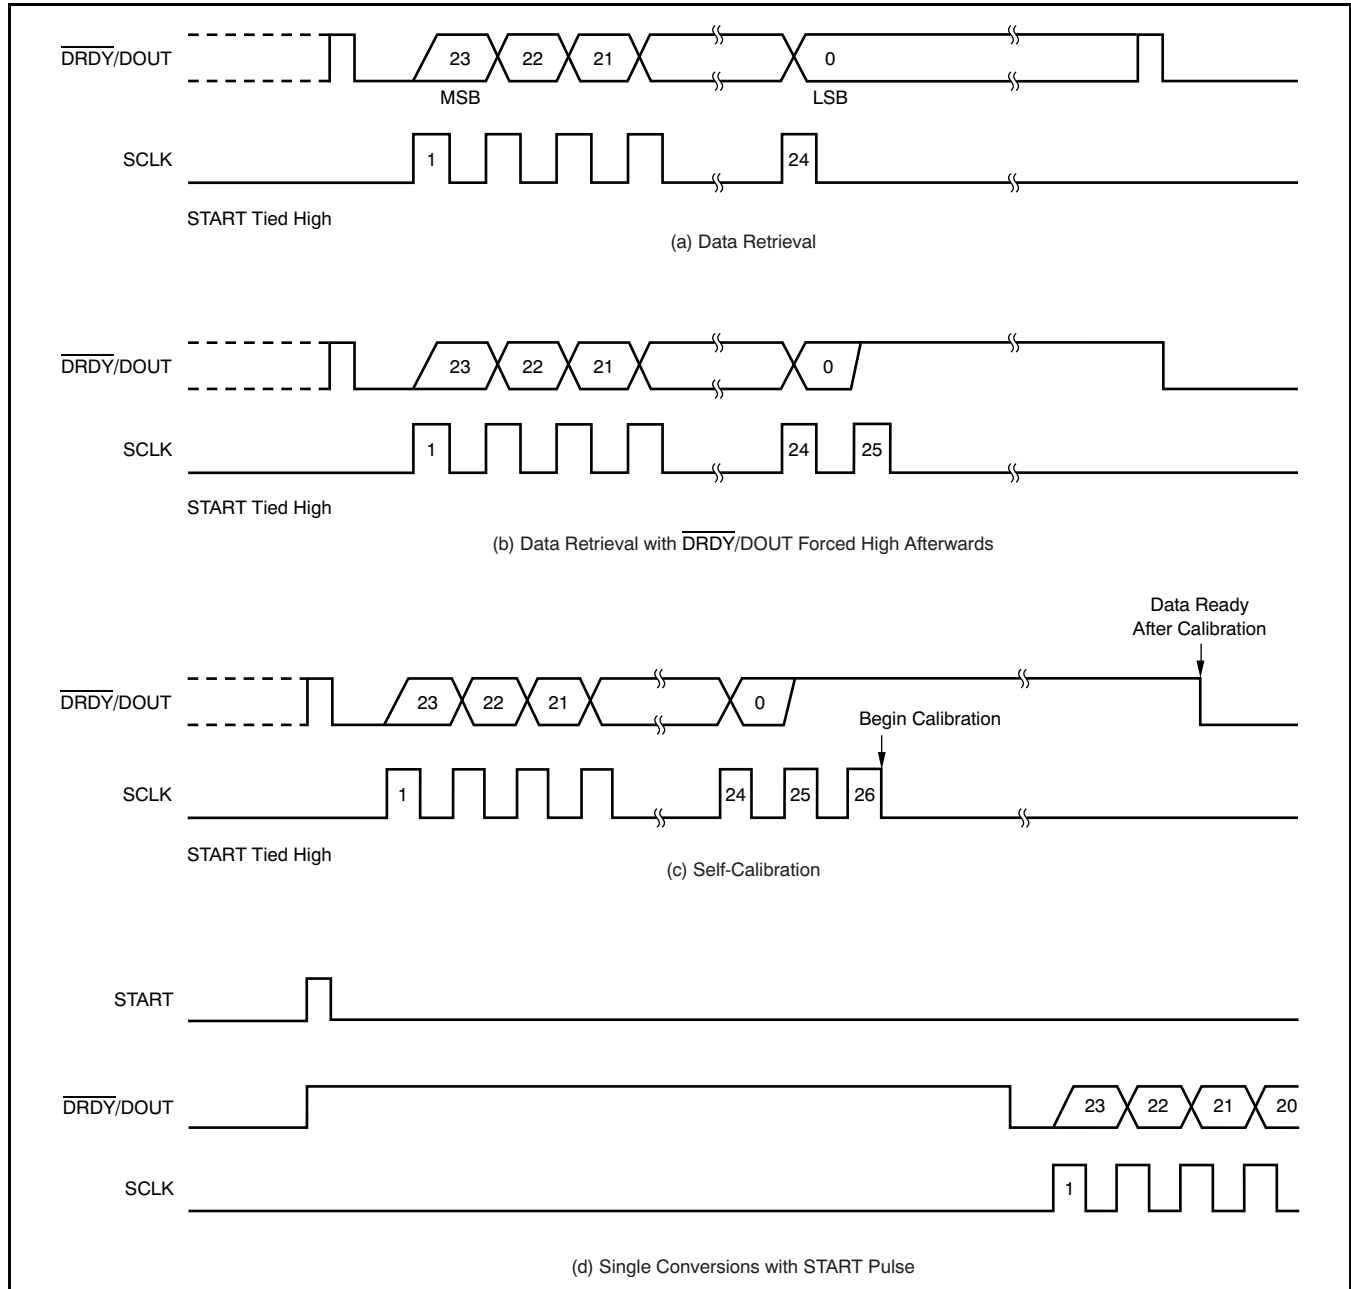 DRDY/DOUT 23 22 21 0
MSB LSB
SCLK 1 24
START Tied High
(a) Data Retrieval
DRDY/DOUT 23 22 21 0
SCLK 1 24 25
START Tied High
(b) Data Retrieval with DRDY/DOUT Forced High Afterwards
Data Ready
After Calibration
DRDY/DOUT 23 22 21 0
Begin Calibration
SCLK 1 24 25 26
START Tied High
(c) Self-Calibration
START
DRDY/DOUT 23 22 21 20
SCLK 1
(d) Single Conversions with START Pulse